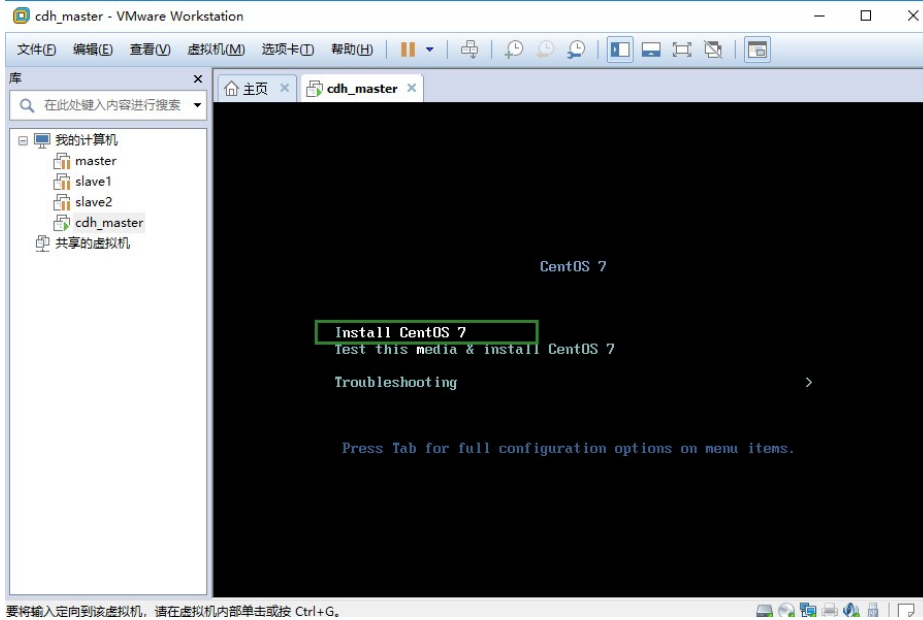 cdh_master - VMware Workstation
文件(F) 编辑(E) 查看(V) 虚拟机(M) 选项卡(T) 帮助(H)
库
主页 cdh_master
在此处键入内容进行搜索
我的计算机
master
slave1
slave2
cdh_master
共享的虚拟机
CentOS 7
Install CentOS 7
Test this media & install CentOS 7
Troubleshooting >
Press Tab for full configuration options on menu items.
要将输入定向到该虚拟机，请在虚拟机内部单击或按 Ctrl+G。